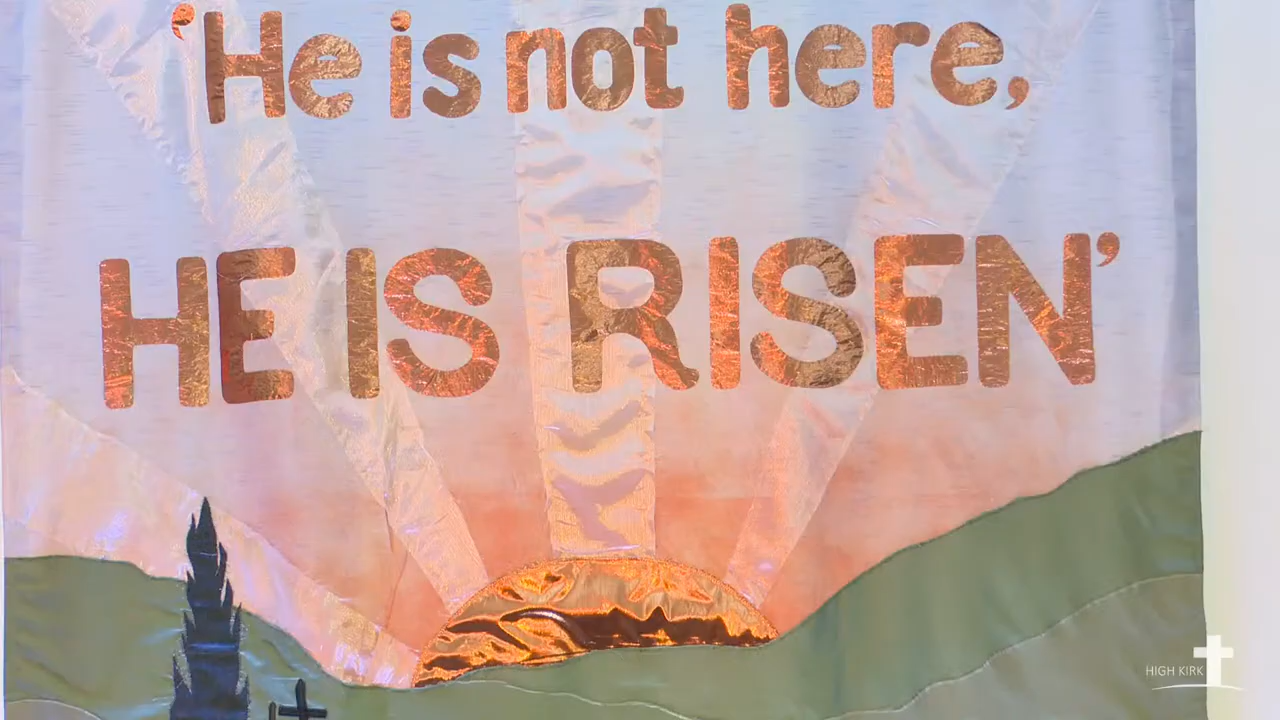 ‘He is not here,
HE IS RISEN’
HIGH KIRK